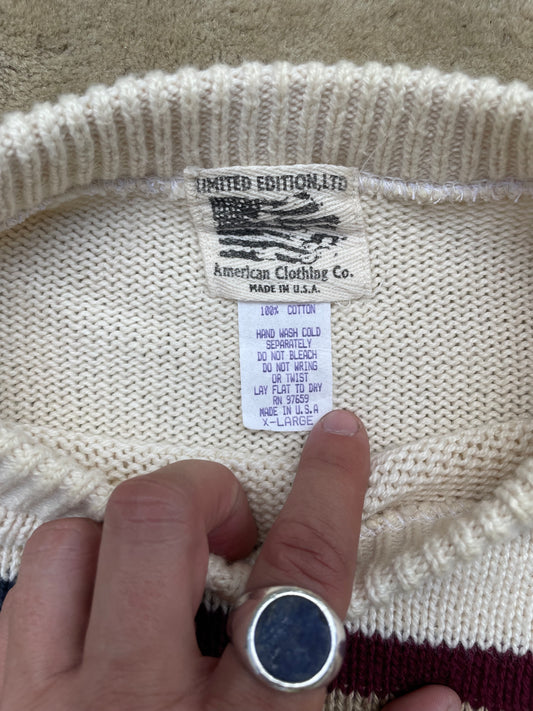 LIMITED EDITION, LTD
American Clothing Co.
MADE IN U.S.A.
100% COTTON
HAND WASH COLD
SEPARATELY
DO NOT BLEACH
DO NOT WRING
OR TWIST
LAY FLAT TO DRY
RN 97659
MADE IN U.S.A
X-LARGE